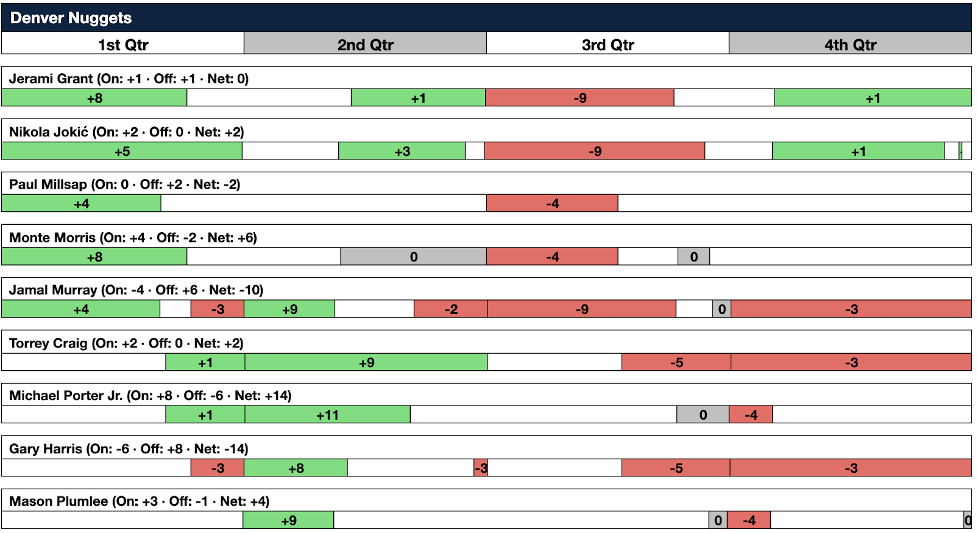 Denver Nuggets
1st Qtr 2nd Qtr 3rd Qtr 4th Qtr
Jerami Grant (On: +1 · Off: +1 · Net: 0)
+8 +1 -9 +1
Nikola Jokić (On: +2 · Off: 0 · Net: +2)
+5 +3 -9 +1
Paul Millsap (On: 0 · Off: +2 · Net: -2)
+4 -4
Monte Morris (On: +4 · Off: -2 · Net: +6)
+8 0 -4 0
Jamal Murray (On: -4 · Off: +6 · Net: -10)
+4 -3 +9 -2 -9 0 -3
Torrey Craig (On: +2 · Off: 0 · Net: +2)
+1 +9 -5 -3
Michael Porter Jr. (On: +8 · Off: -6 · Net: +14)
+1 +11 0 -4
Gary Harris (On: -6 · Off: +8 · Net: -14)
-3 +8 -3 -5 -3
Mason Plumlee (On: +3 · Off: -1 · Net: +4)
+9 0 -4 0